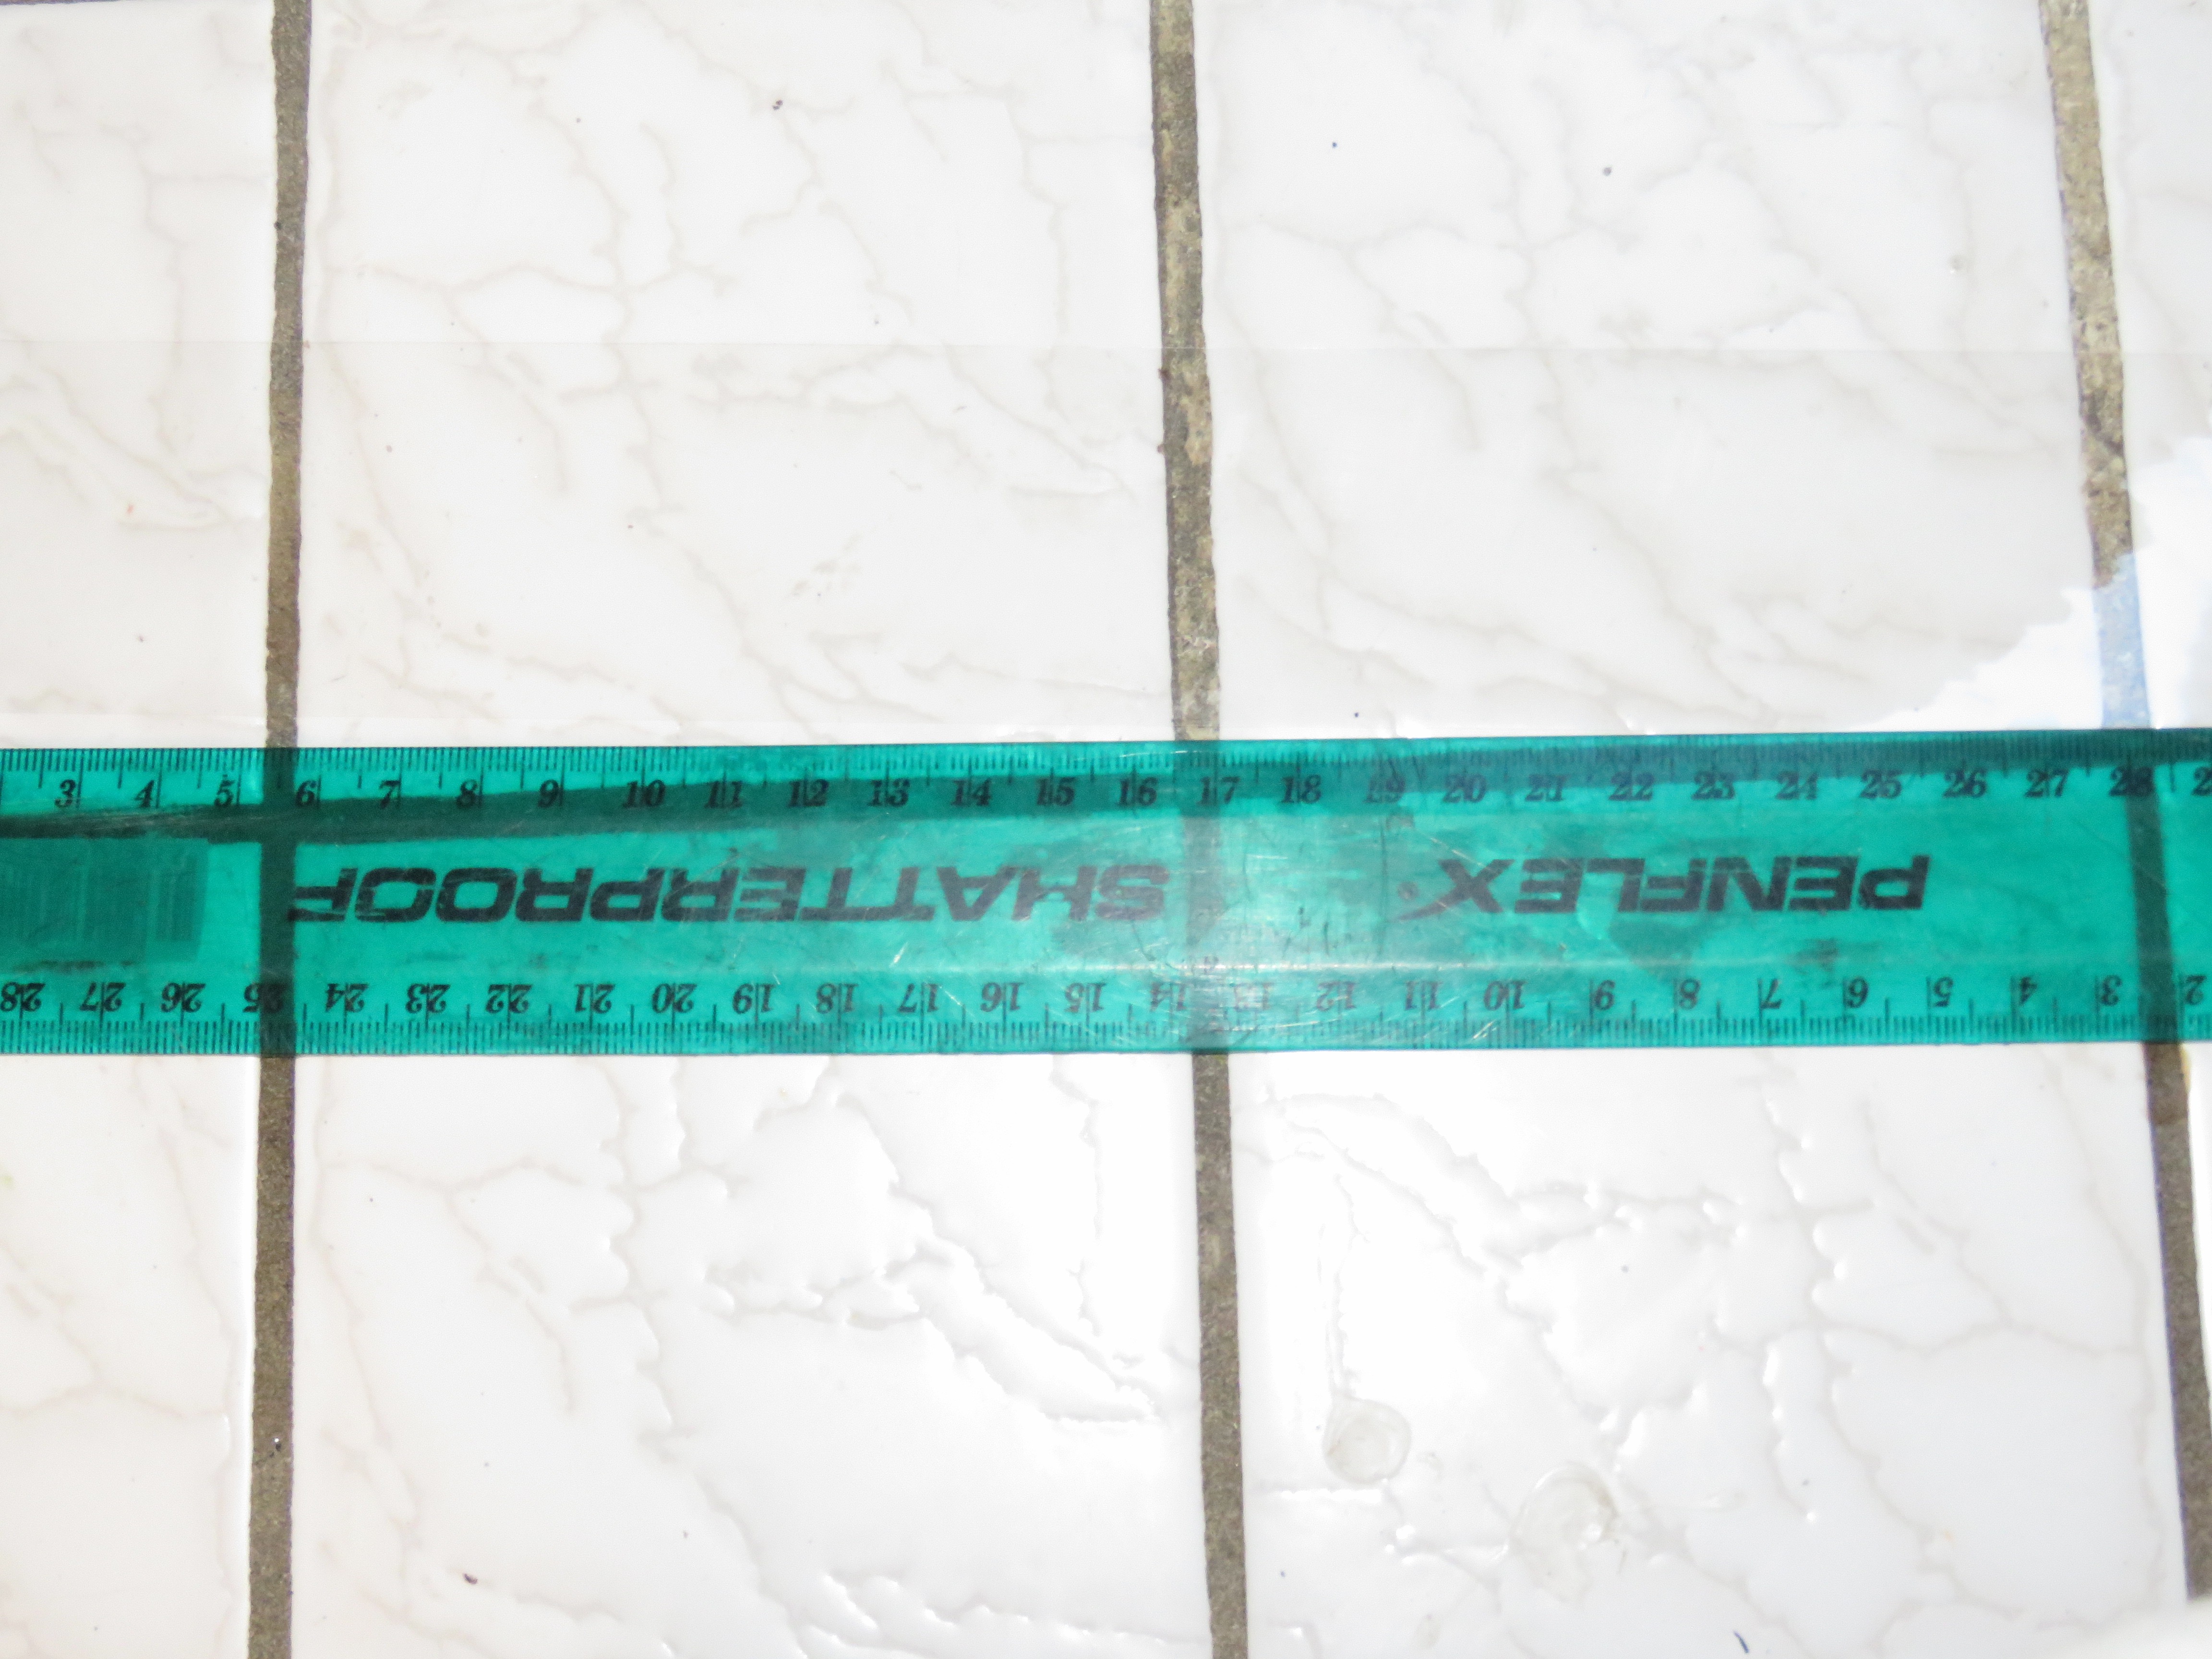 3 4 5 6 7 8 9 10 11 12 13 14 15 16 17 18 19 20 21 22 23 24 25 26 27 28
PENFLEX SHATTERPROOF
2 3 4 5 6 7 8 9 10 11 12 13 14 15 16 17 18 19 20 21 22 23 24 25 26 27 28